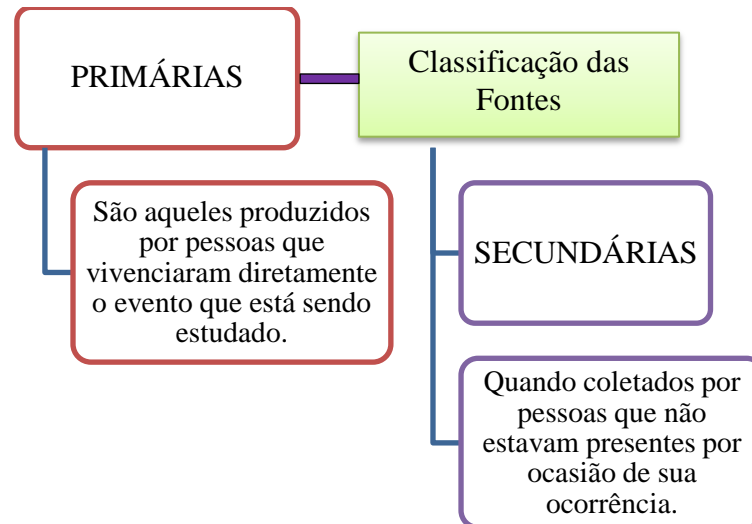 PRIMÁRIAS
Classificação das
Fontes
São aqueles produzidos
por pessoas que
vivenciaram diretamente
o evento que está sendo
estudado.
SECUNDÁRIAS
Quando coletados por
pessoas que não
estavam presentes por
ocasião de sua
ocorrência.